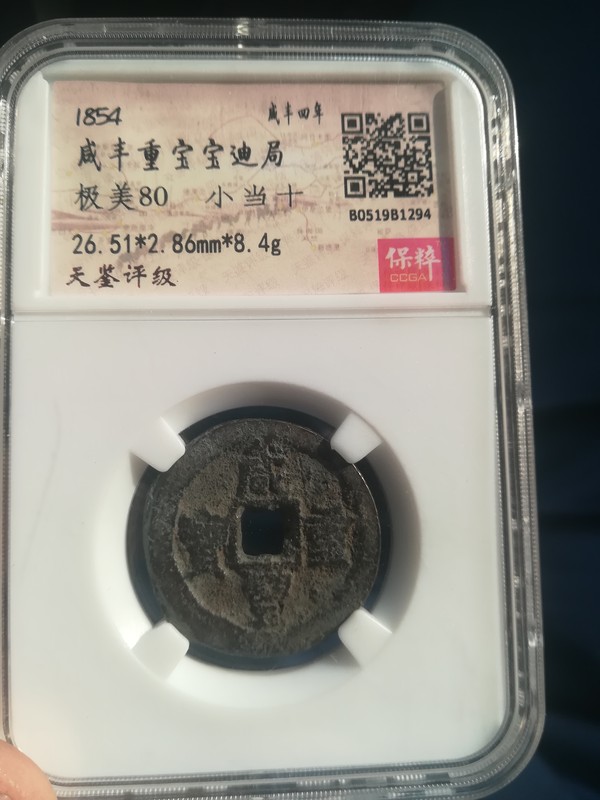 1854 咸丰四年
咸丰重宝宝迪局
极美80 小当十
B0519B1294
26.51*2.86mm*8.4g
保粹
CCGA
天鉴评级